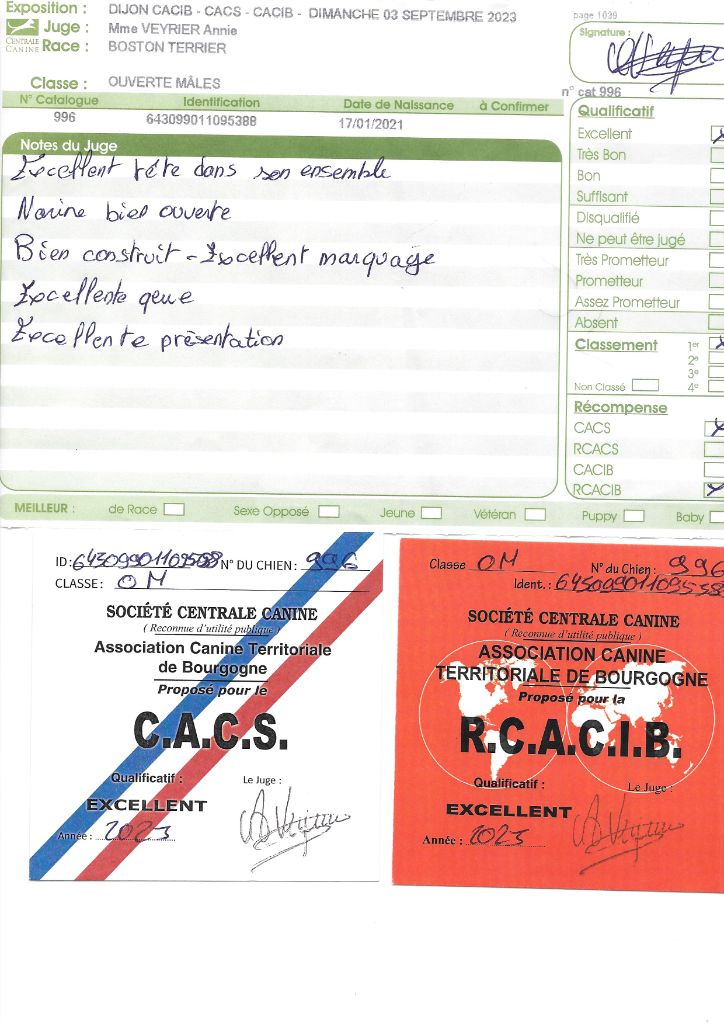 Exposition : DIJON CACIB - CACS - CACIB - DIMANCHE 03 SEPTEMBRE 2023
page 1039
Juge : Mme VEYRIER Annie
CENTRALE CANINE
Race : BOSTON TERRIER
Signature :
Classe : OUVERTE MÂLES
n° cat 996
N° Catalogue Identification Date de Naissance à Confirmer
996 643099011095388 17/01/2021
Notes du Juge
Excellent tête dans son ensemble
Narine bien ouverte
Bien construit - Excellent marquage
Excellente queue
Excellente présentation
Qualificatif
Excellent
Très Bon
Bon
Suffisant
Disqualifié
Ne peut être jugé
Très Prometteur
Prometteur
Assez Prometteur
Absent
Classement 1er
2e
3e
Non Classé 4e
Récompense
CACS
RCACS
CACIB
RCACIB
MEILLEUR : de Race Sexe Opposé Jeune Vétéran Puppy Baby
ID: 643099011095388 N° DU CHIEN : 996
CLASSE : OM
SOCIÉTÉ CENTRALE CANINE
( Reconnue d'utilité publique )
Association Canine Territoriale
de Bourgogne
Proposé pour le
C.A.C.S.
Qualificatif : Le Juge :
EXCELLENT
Année : 2023
Classe OM N° du Chien : 996
Ident. : 643099011095388
SOCIÉTÉ CENTRALE CANINE
( Reconnue d'utilité publique )
ASSOCIATION CANINE
TERRITORIALE DE BOURGOGNE
Proposé pour la
R.C.A.C.I.B.
Qualificatif : Le Juge :
EXCELLENT
Année : 2023